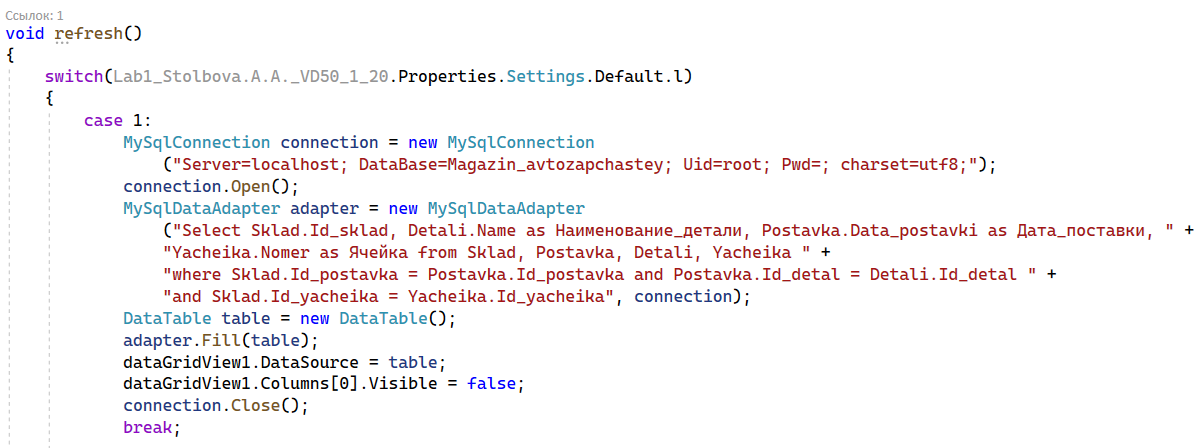 Ссылок: 1
void refresh()
{
switch(Lab1_Stolbova.A.A._VD50_1_20.Properties.Settings.Default.l)
{
case 1:
MySqlConnection connection = new MySqlConnection
("Server=localhost; DataBase=Magazin_avtozapchastey; Uid=root; Pwd=; charset=utf8;");
connection.Open();
MySqlDataAdapter adapter = new MySqlDataAdapter
("Select Sklad.Id_sklad, Detali.Name as Наименование_детали, Postavka.Data_postavki as Дата_поставки, " +
"Yacheika.Nomer as Ячейка from Sklad, Postavka, Detali, Yacheika " +
"where Sklad.Id_postavka = Postavka.Id_postavka and Postavka.Id_detal = Detali.Id_detal " +
"and Sklad.Id_yacheika = Yacheika.Id_yacheika", connection);
DataTable table = new DataTable();
adapter.Fill(table);
dataGridView1.DataSource = table;
dataGridView1.Columns[0].Visible = false;
connection.Close();
break;